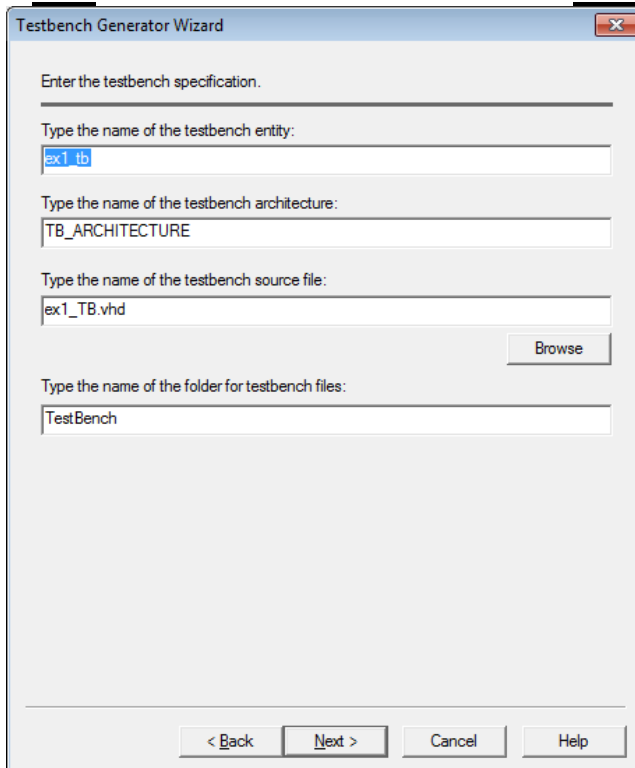 Testbench Generator Wizard
Enter the testbench specification.
Type the name of the testbench entity:
ex1_tb
Type the name of the testbench architecture:
TB_ARCHITECTURE
Type the name of the testbench source file:
ex1_TB.vhd
Browse
Type the name of the folder for testbench files:
TestBench
< Back Next > Cancel Help